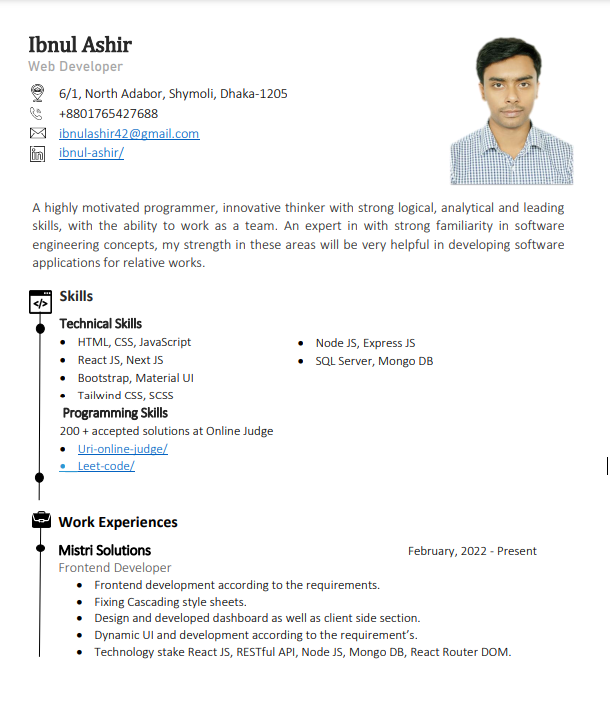 Ibnul Ashir
Web Developer
6/1, North Adabor, Shymoli, Dhaka-1205
+8801765427688
ibnulashir42@gmail.com
in
ibnul-ashir/
A highly motivated programmer, innovative thinker with strong logical, analytical and leading
skills, with the ability to work as a team. An expert in with strong familiarity in software
engineering concepts, my strength in these areas will be very helpful in developing software
applications for relative works.
</> Skills
Technical Skills
• HTML, CSS, JavaScript
• React JS, Next JS
• Bootstrap, Material UI
• Tailwind CSS, SCSS
• Node JS, Express JS
• SQL Server, Mongo DB
Programming Skills
200 + accepted solutions at Online Judge
• Uri-online-judge/
• Leet-code/
Work Experiences
Mistri Solutions February, 2022 - Present
Frontend Developer
• Frontend development according to the requirements.
• Fixing Cascading style sheets.
• Design and developed dashboard as well as client side section.
• Dynamic UI and development according to the requirement’s.
• Technology stake React JS, RESTful API, Node JS, Mongo DB, React Router DOM.